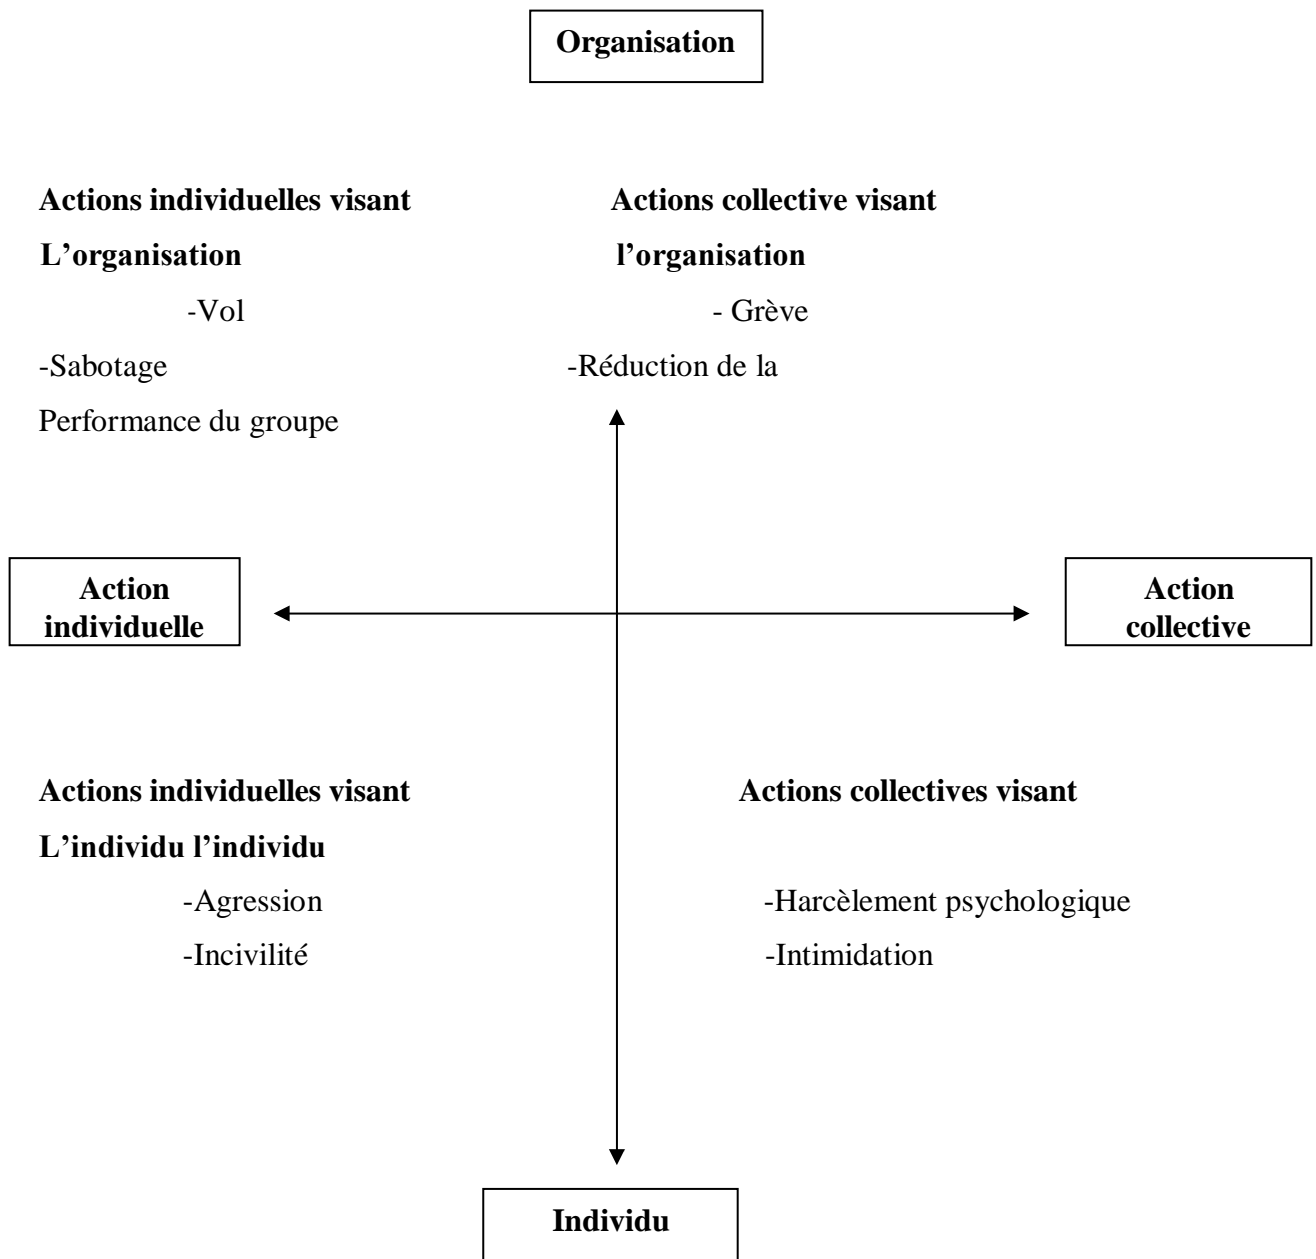 Organisation
Actions individuelles visant Actions collective visant
L’organisation l’organisation
-Vol - Grève
-Sabotage -Réduction de la
Performance du groupe
Action
individuelle
Action
collective
Actions individuelles visant Actions collectives visant
L’individu l’individu
-Agression -Harcèlement psychologique
-Incivilité -Intimidation
Individu